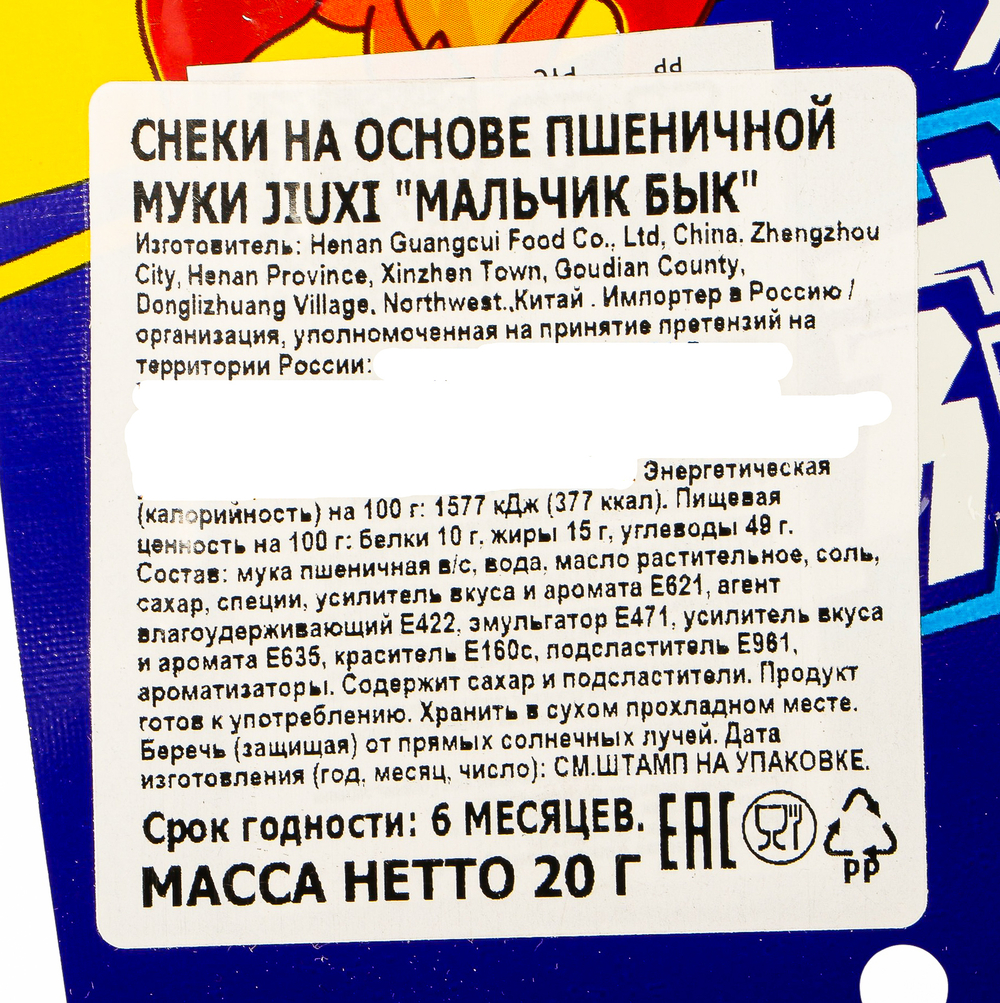 СНЕКИ НА ОСНОВЕ ПШЕНИЧНОЙ
МУКИ JIUXI "МАЛЬЧИК БЫК"
Изготовитель: Henan Guangcui Food Co., Ltd, China. Zhengzhou
City, Henan Province, Xinzhen Town, Goudian County,
Donglizhuang Village, Northwest.,Китай . Импортер в Россию /
организация, уполномоченная на принятие претензий на
территории России:
Энергетическая
(калорийность) на 100 г: 1577 кДж (377 ккал). Пищевая
ценность на 100 г: Белки 10 г, жиры 15 г, углеводы 49 г.
Состав: мука пшеничная в/с, вода, масло растительное, соль,
сахар, специи, усилитель вкуса и аромата Е621, агент
влагоудерживающий Е422, эмульгатор Е471, усилитель вкуса
и аромата Е635, краситель Е160с, подсластитель Е961,
ароматизаторы. Содержит сахар и подсластители. Продукт
готов к употреблению. Хранить в сухом прохладном месте.
Беречь (защищая) от прямых солнечных лучей. Дата
изготовления (год, месяц, число): СМ.ШТАМП НА УПАКОВКЕ.
Срок годности: 6 МЕСЯЦЕВ. EAC
PP
МАССА НЕТТО 20 Г